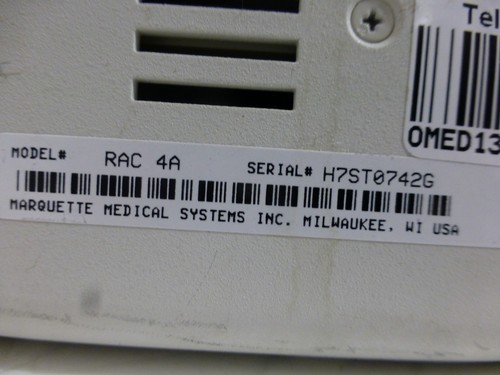 Tel
OMED13
MODEL# RAC 4A SERIAL# H7ST0742G
MARQUETTE MEDICAL SYSTEMS INC. MILWAUKEE, WI USA